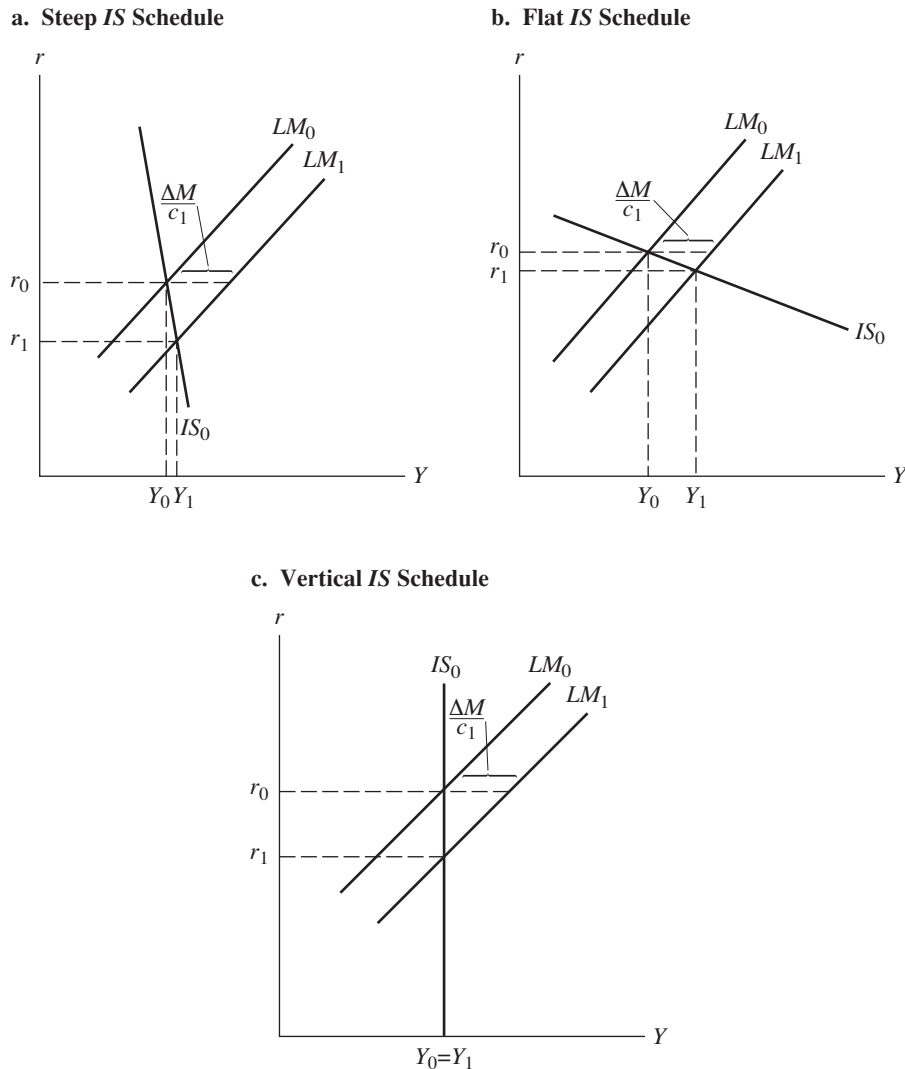 a. Steep IS Schedule
r
LM₀
LM₁
ΔM
c₁
r₀
r₁
IS₀
Y
Y₀ Y₁
b. Flat IS Schedule
r
LM₀
LM₁
ΔM
c₁
r₀
r₁
IS₀
Y
Y₀ Y₁
c. Vertical IS Schedule
r
IS₀ LM₀
LM₁
ΔM
c₁
r₀
r₁
Y
Y₀=Y₁